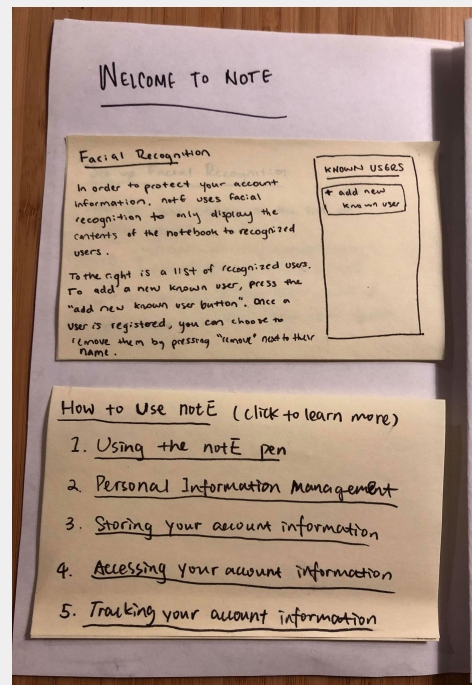 WELCOME TO NOTE
Facial Recognition
In order to protect your account
information, notE uses facial
recognition to only display the
contents of the notebook to recognized
users.
To the right is a list of recognized users.
To add a new known user, press the
"add new known user button". Once a
user is registered, you can choose to
remove them by pressing "remove" next to their
name.
KNOWN USERS
+ add new
known user
How to Use notE (click to learn more)
1. Using the notE pen
2. Personal Information Management
3. Storing your account information
4. Accessing your account information
5. Tracking your account information